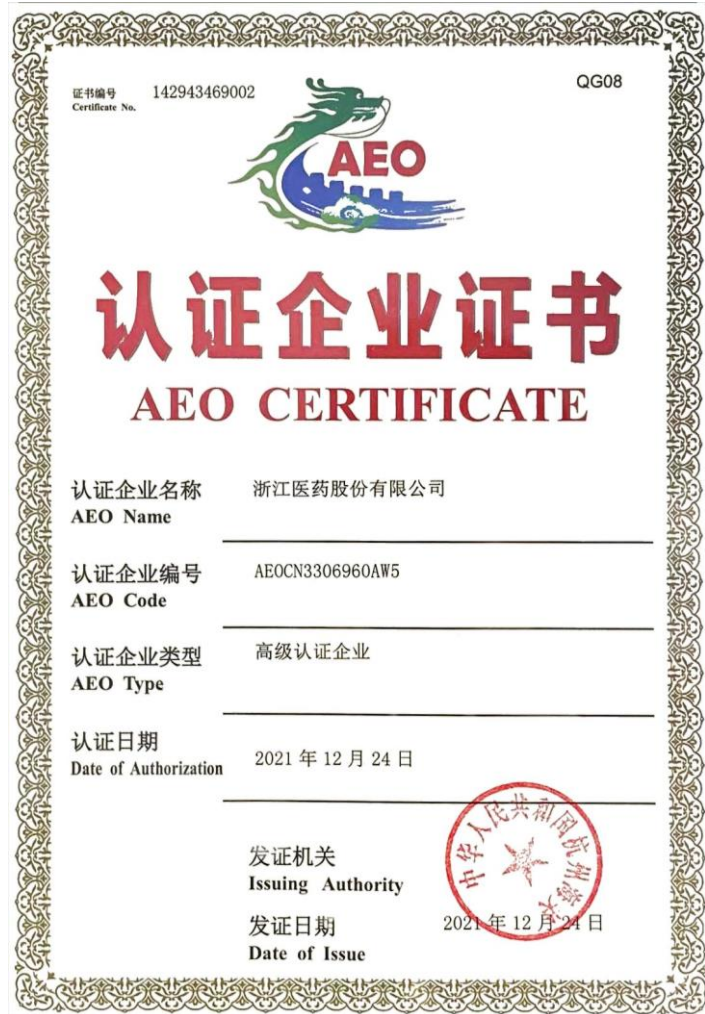 证书编号 142943469002
Certificate No.
QG08
AEO
认证企业证书
AEO CERTIFICATE
认证企业名称 浙江医药股份有限公司
AEO Name
认证企业编号 AEOCN3306960AW5
AEO Code
认证企业类型 高级认证企业
AEO Type
认证日期
Date of Authorization 2021 年 12 月 24 日
中华人民共和国杭州海关
发证机关
Issuing Authority
发证日期 2021 年 12 月 24 日
Date of Issue